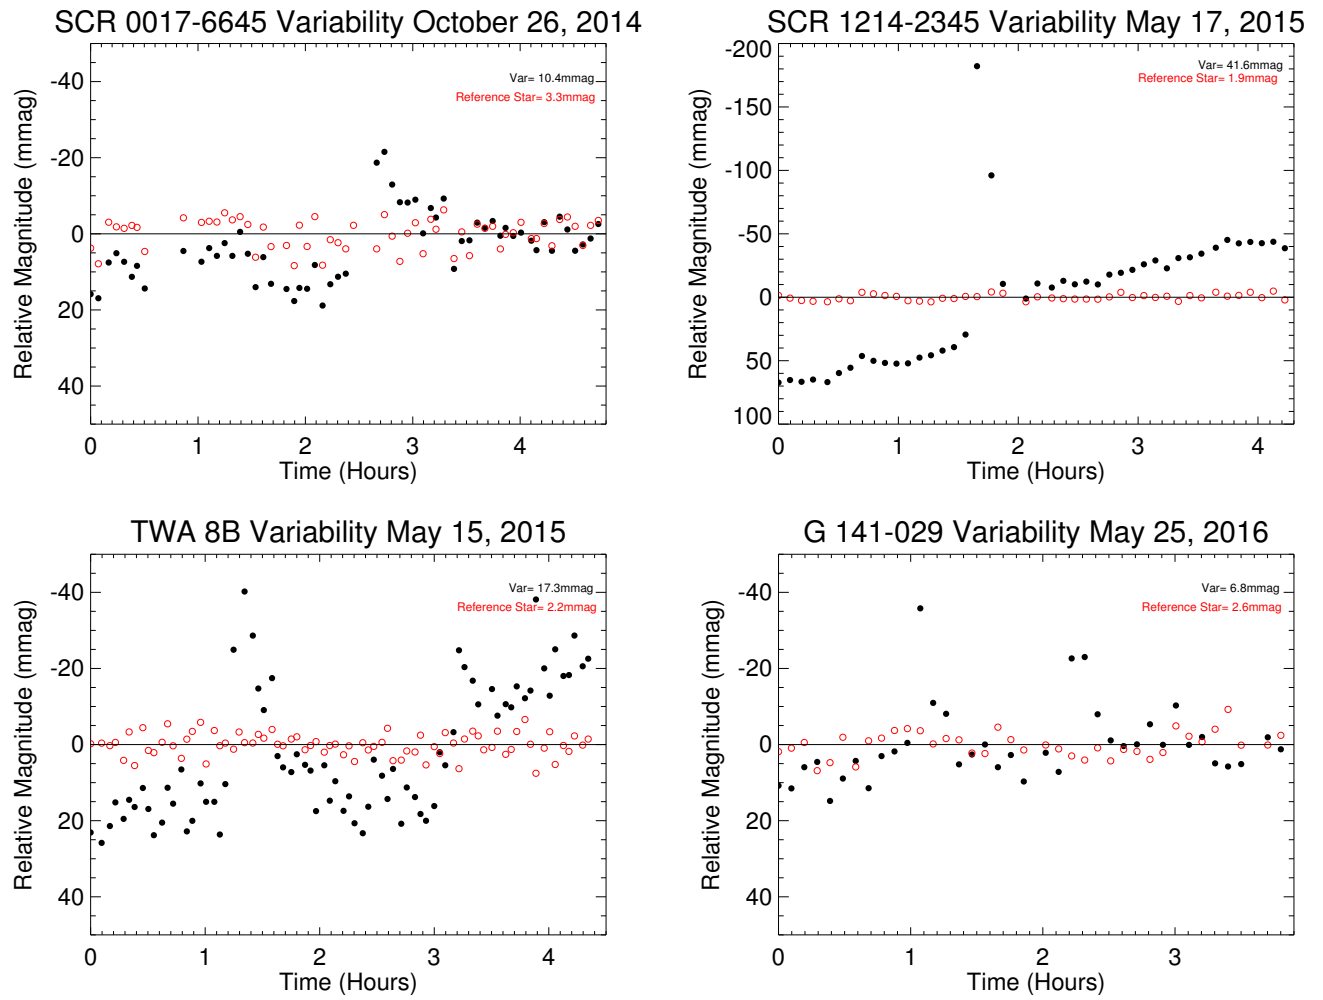 SCR 0017-6645 Variability October 26, 2014
Var= 10.4mmag
Reference Star= 3.3mmag
-40
-20
0
20
40
Relative Magnitude (mmag)
0 1 2 3 4
Time (Hours)
SCR 1214-2345 Variability May 17, 2015
Var= 41.6mmag
Reference Star= 1.9mmag
-200
-150
-100
-50
0
50
100
Relative Magnitude (mmag)
0 1 2 3 4
Time (Hours)
TWA 8B Variability May 15, 2015
Var= 17.3mmag
Reference Star= 2.2mmag
-40
-20
0
20
40
Relative Magnitude (mmag)
0 1 2 3 4
Time (Hours)
G 141-029 Variability May 25, 2016
Var= 6.8mmag
Reference Star= 2.6mmag
-40
-20
0
20
40
Relative Magnitude (mmag)
0 1 2 3
Time (Hours)